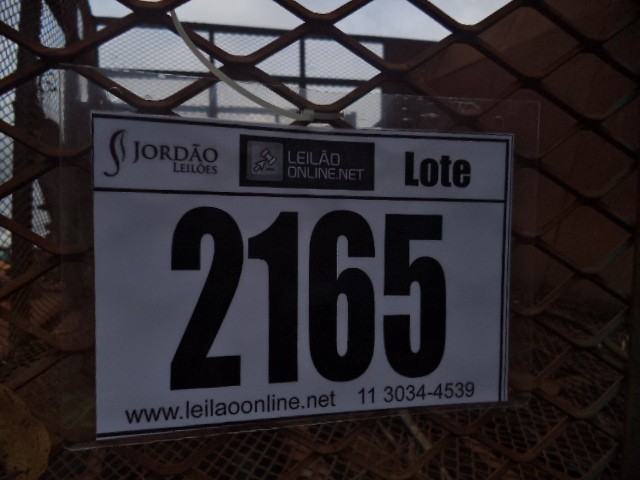 JORDÃO
LEILÕES
LEILÃO
ONLINE.NET
Lote
2165
www.leilaoonline.net 11 3034-4539